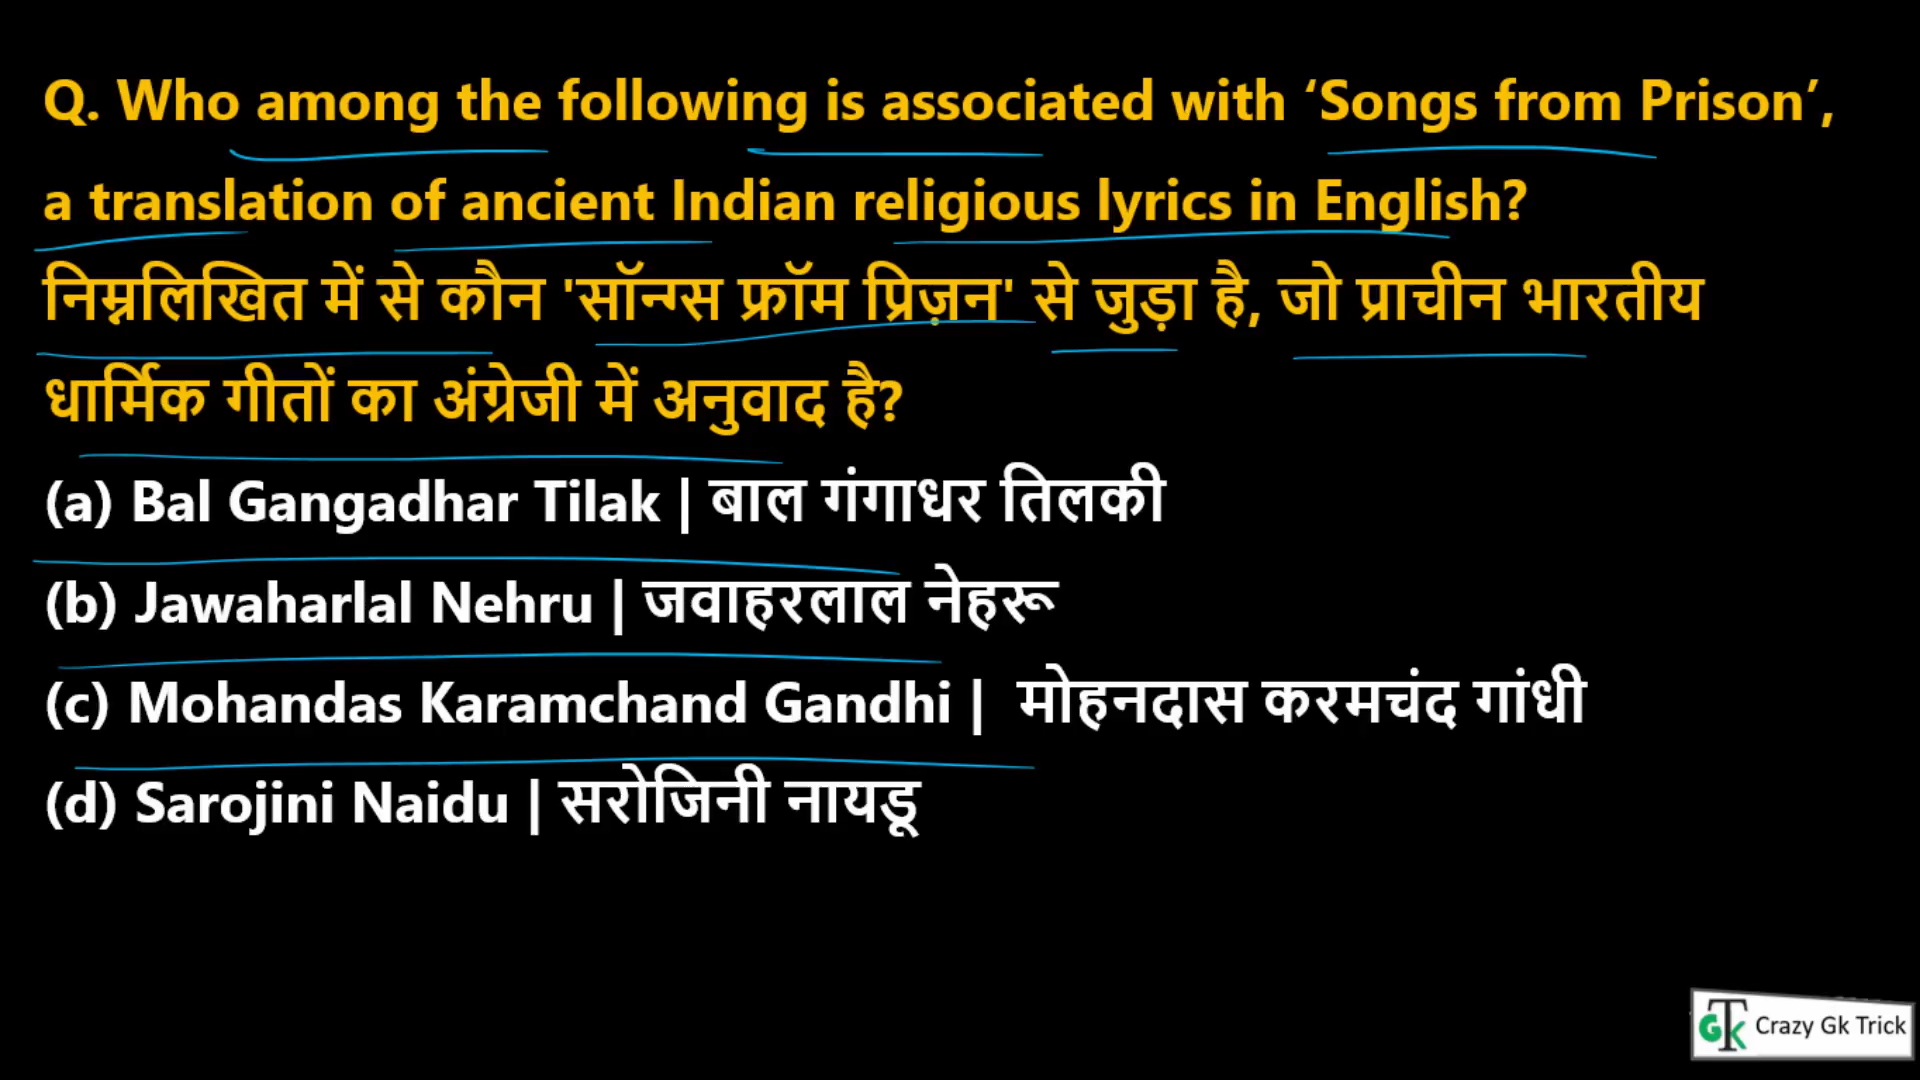 Q. Who among the following is associated with ‘Songs from Prison’,
a translation of ancient Indian religious lyrics in English?
निम्नलिखित में से कौन 'सॉन्ग्स फ्रॉम प्रिज़न' से जुड़ा है, जो प्राचीन भारतीय
धार्मिक गीतों का अंग्रेजी में अनुवाद है?
(a) Bal Gangadhar Tilak | बाल गंगाधर तिलकी
(b) Jawaharlal Nehru | जवाहरलाल नेहरू
(c) Mohandas Karamchand Gandhi | मोहनदास करमचंद गांधी
(d) Sarojini Naidu | सरोजिनी नायडू
GTK Crazy Gk Trick